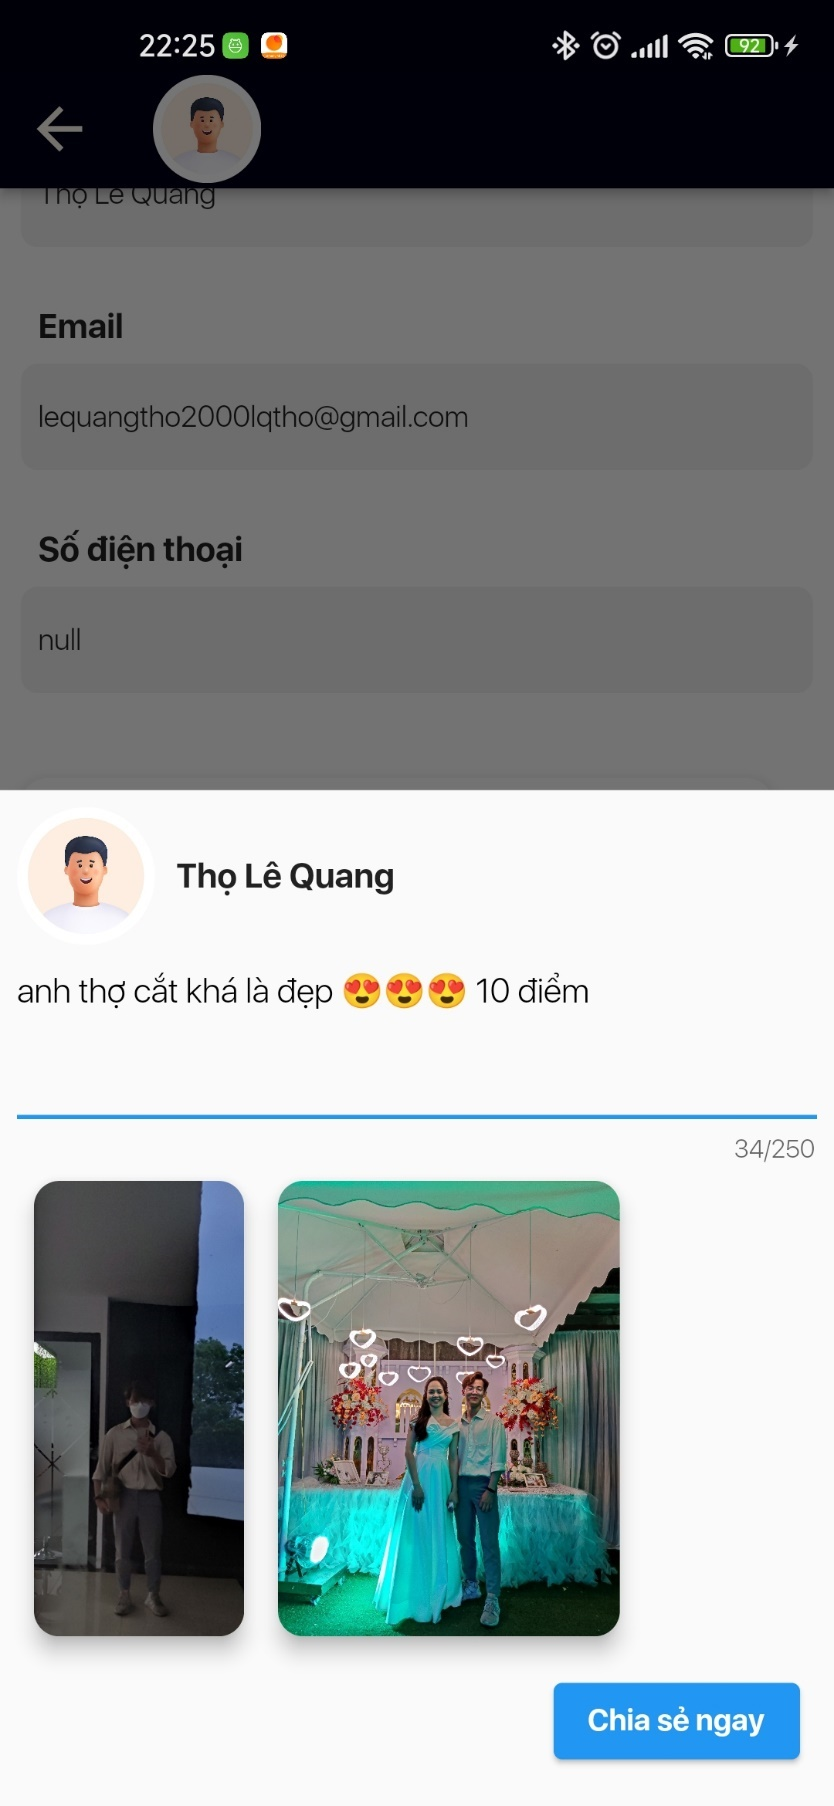 22:25
92
Thọ Lê Quang
Email
lequangtho2000lqtho@gmail.com
Số điện thoại
null
Thọ Lê Quang
anh thợ cắt khá là đẹp 😍😍😍 10 điểm
34/250
Chia sẻ ngay